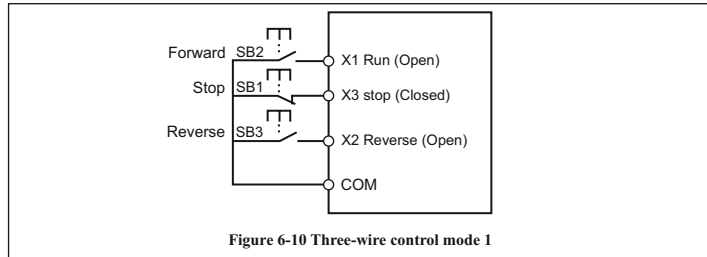 Forward SB2 X1 Run (Open)
Stop SB1 X3 stop (Closed)
Reverse SB3 X2 Reverse (Open)
COM
Figure 6-10 Three-wire control mode 1